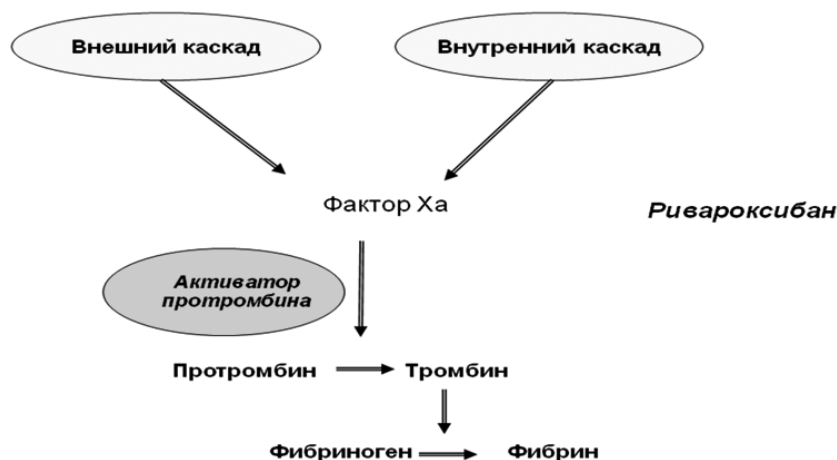 Внешний каскад
Внутренний каскад
Фактор Ха
Ривароксибан
Активатор
протромбина
Протромбин
Тромбин
Фибриноген
Фибрин